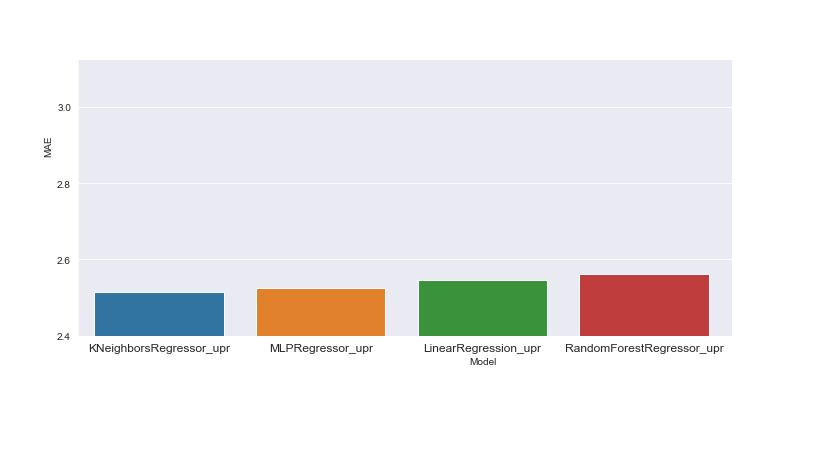 3.0
MAE
2.8
2.6
2.4
KNeighborsRegressor_upr MLPRegressor_upr LinearRegression_upr RandomForestRegressor_upr
Model